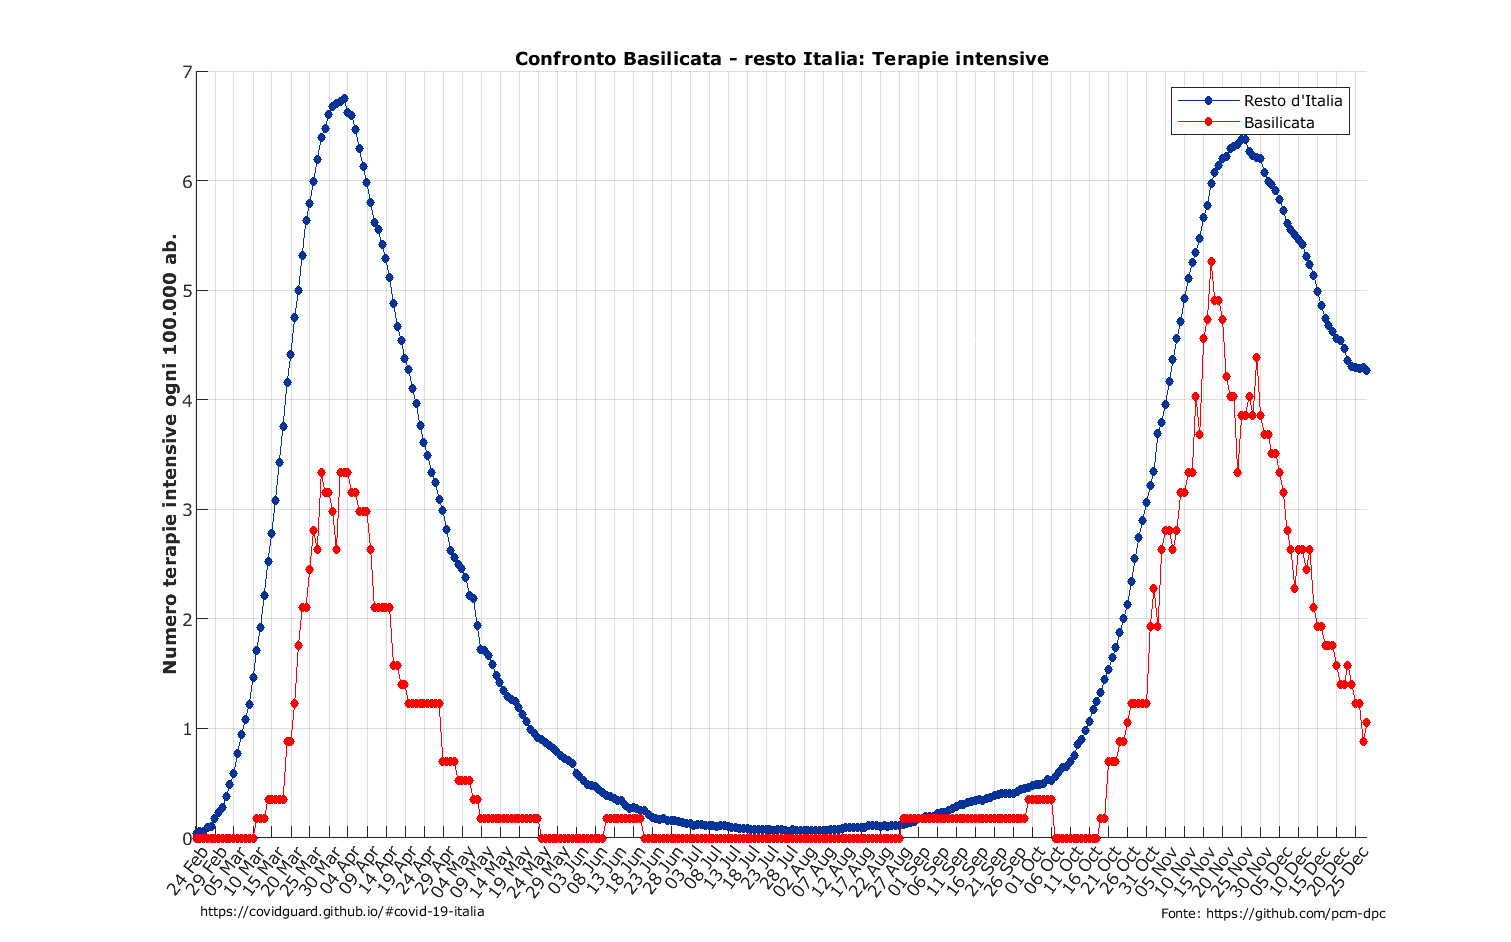 Confronto Basilicata - resto Italia: Terapie intensive
Resto d'Italia
Basilicata
Numero terapie intensive ogni 100.000 ab.
7
6
5
4
3
2
1
0
24 Feb
29 Feb
05 Mar
10 Mar
15 Mar
20 Mar
25 Mar
30 Mar
04 Apr
09 Apr
14 Apr
19 Apr
24 Apr
29 Apr
04 May
09 May
14 May
19 May
24 May
29 May
03 Jun
08 Jun
13 Jun
18 Jun
23 Jun
28 Jun
03 Jul
08 Jul
13 Jul
18 Jul
23 Jul
28 Jul
02 Aug
07 Aug
12 Aug
17 Aug
22 Aug
27 Aug
01 Sep
06 Sep
11 Sep
16 Sep
21 Sep
26 Sep
01 Oct
06 Oct
11 Oct
16 Oct
21 Oct
26 Oct
31 Oct
05 Nov
10 Nov
15 Nov
20 Nov
25 Nov
30 Nov
05 Dec
10 Dec
15 Dec
20 Dec
25 Dec
https://covidguard.github.io/#covid-19-italia
Fonte: https://github.com/pcm-dpc